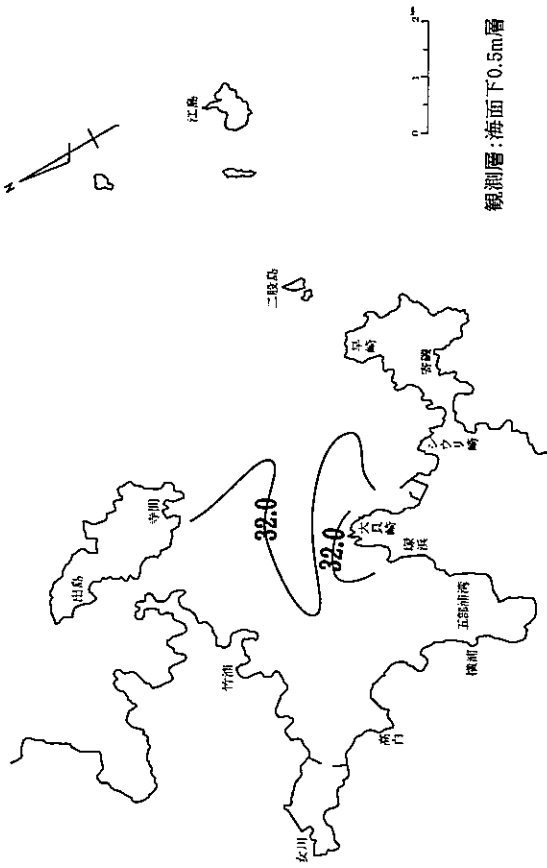 N
江島
二股島
早崎
寄磯
シウリ崎
寺間
出島
32.0
32.0
大貝崎
塚浜
五部浦湾
横浦
高白
竹浦
女川
0 1 2km
観測層：海面下0.5m層